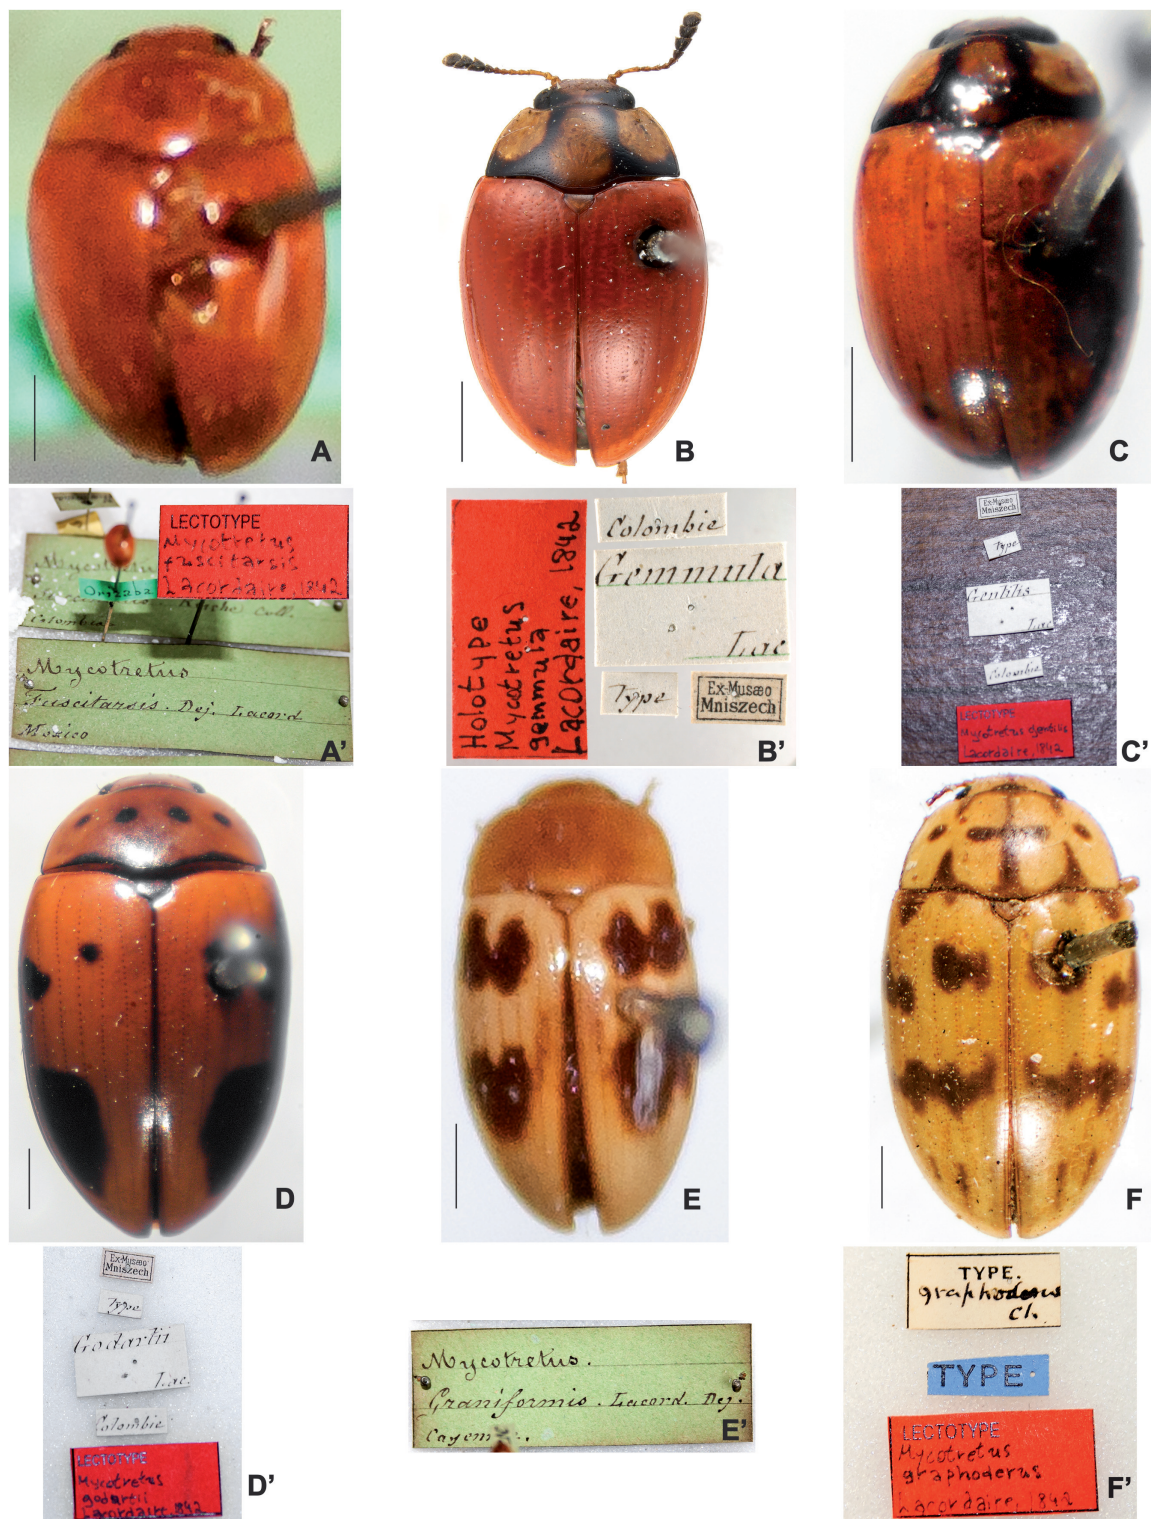 A
B
C
LECTOTYPE
Mycotretus
fuscitarsis
Lacordaire, 1842
Orizaba
Reiche Coll.
Colombia
Mycotretus
Fuscitarsis. Dej. Lacord
Mexico
A'
Holotype
Mycotretus
gemmula
Lacordaire, 1842
Colombie
Gemmula
Lac
Type
Ex-Musæo
Mniszech
B'
Ex-Musæo
Mniszech
Type
Gentilis
Lac.
Colombie
LECTOTYPE
Mycotretus gentilis
Lacordaire, 1842
C'
D
E
F
Ex-Musæo
Mniszech
Type
Godartii
Lac.
Colombie
LECTOTYPE
Mycotretus
godartii
Lacordaire, 1842
D'
Mycotretus.
Graniformis. Lacord. Dej.
E'
TYPE.
graphoderus
Cl.
TYPE
LECTOTYPE
Mycotretus
graphoderus
Lacordaire, 1842
F'